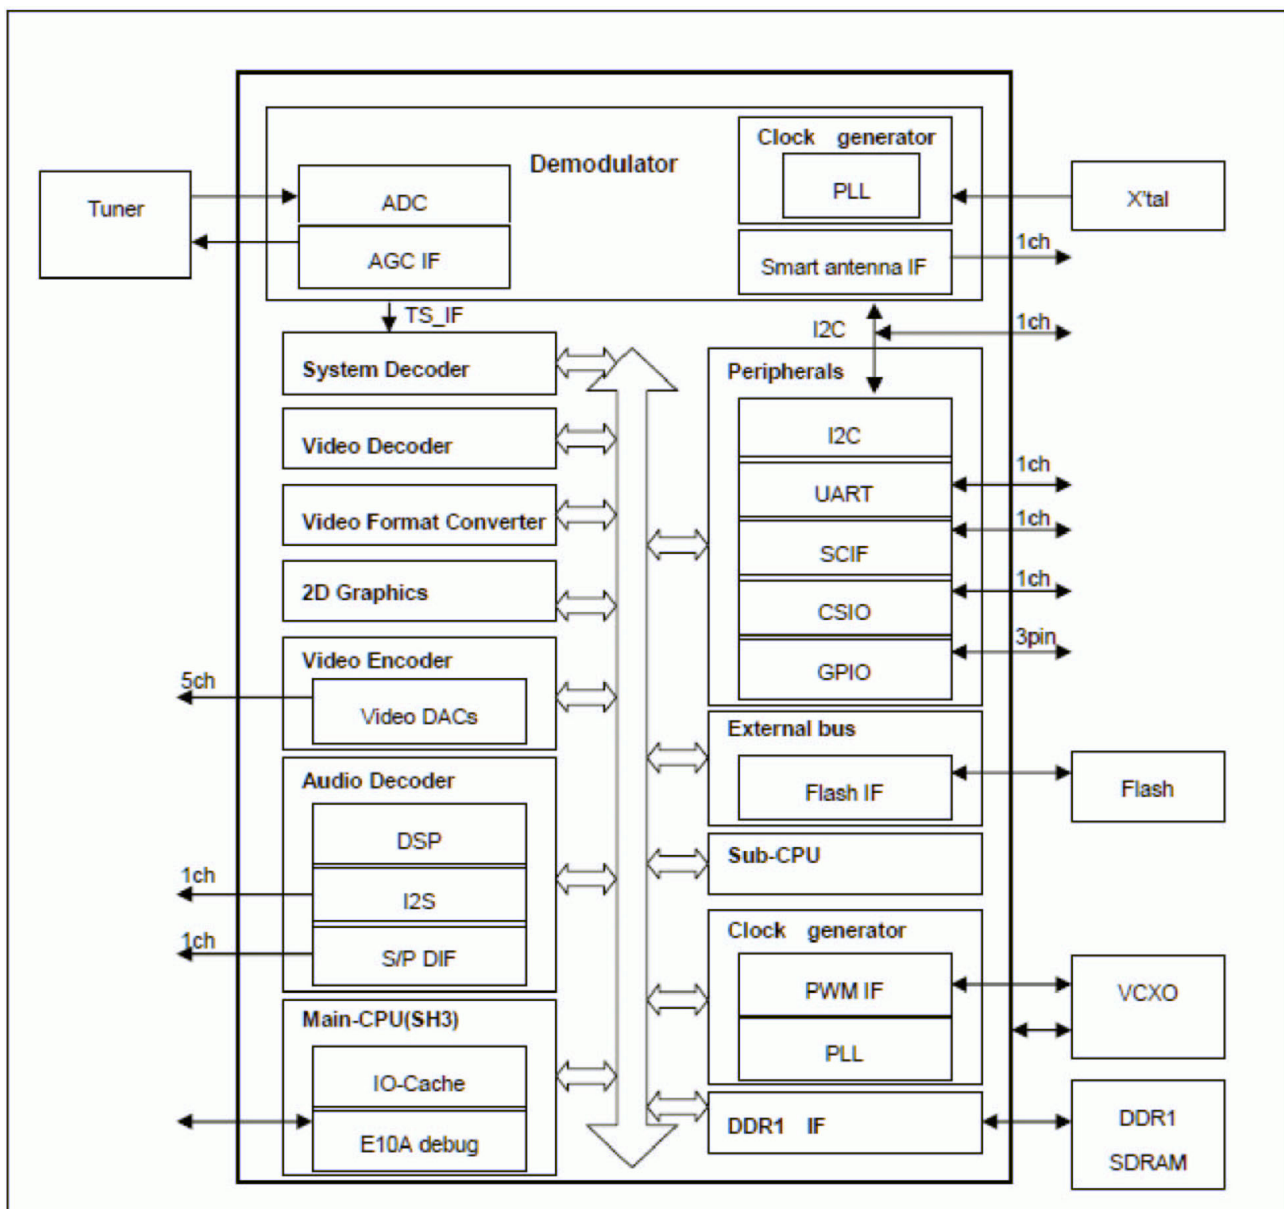 Demodulator
Clock generator
PLL
Tuner
ADC
AGC IF
X'tal
Smart antenna IF
1ch
TS_IF
I2C
1ch
System Decoder
Video Decoder
Video Format Converter
2D Graphics
Video Encoder
Video DACs
5ch
Audio Decoder
DSP
I2S
1ch
S/P DIF
1ch
Main-CPU(SH3)
IO-Cache
E10A debug
Peripherals
I2C
UART
1ch
SCIF
1ch
CSIO
1ch
GPIO
3pin
External bus
Flash IF
Flash
Sub-CPU
Clock generator
PWM IF
PLL
VCXO
DDR1 IF
DDR1
SDRAM